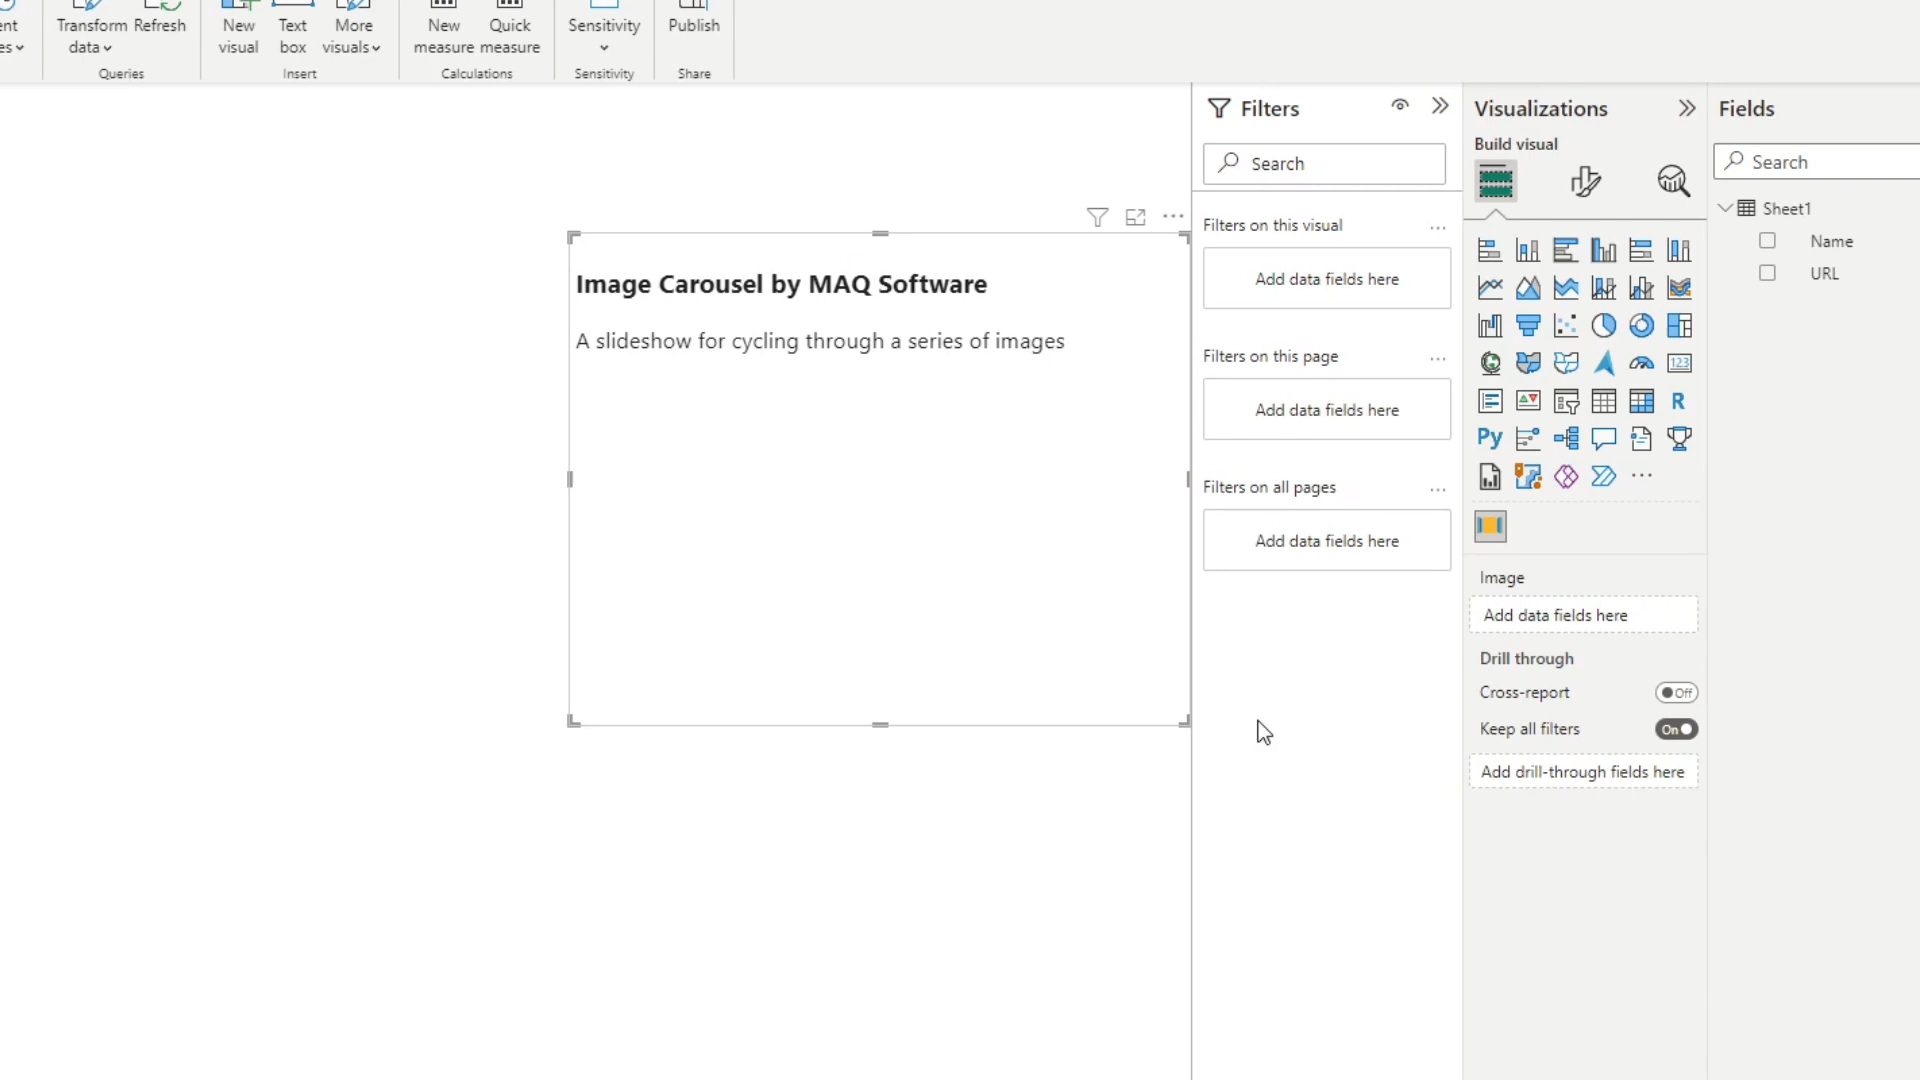 ent
es
Transform
data
Refresh
Queries
New
visual
Text
box
More
visuals
Insert
New
measure
Quick
measure
Calculations
Sensitivity
Sensitivity
Publish
Share
Image Carousel by MAQ Software
A slideshow for cycling through a series of images
Filters
Search
Filters on this visual
Add data fields here
Filters on this page
Add data fields here
Filters on all pages
Add data fields here
Visualizations
Build visual
123
R
Py
Image
Add data fields here
Drill through
Cross-report
Off
Keep all filters
On
Add drill-through fields here
Fields
Search
Sheet1
Name
URL